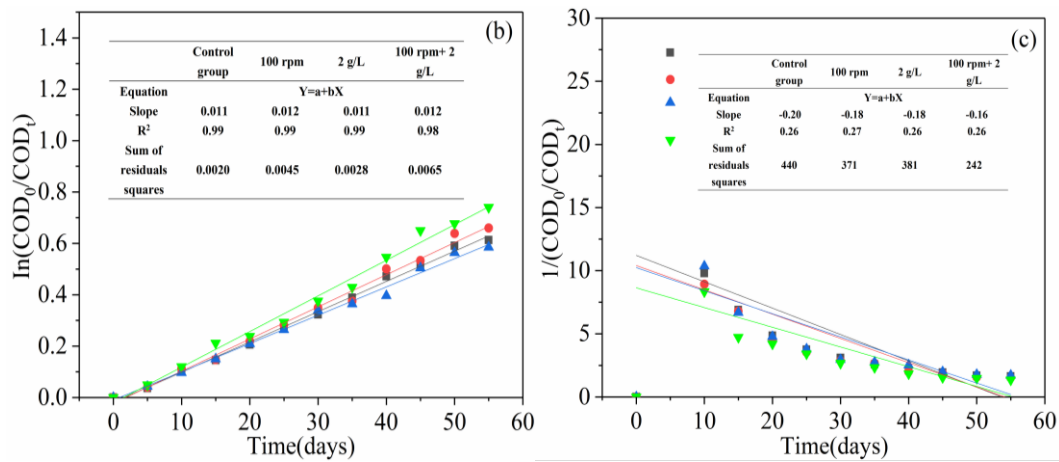 (b)
Control group 100 rpm 2 g/L 100 rpm+ 2 g/L
Equation Y=a+bX
Slope 0.011 0.012 0.011 0.012
R² 0.99 0.99 0.99 0.98
Sum of residuals squares 0.0020 0.0045 0.0028 0.0065
ln(COD₀/CODₜ)
1.4
1.2
1.0
0.8
0.6
0.4
0.2
0.0
0 10 20 30 40 50 60
Time(days)
(c)
Control group 100 rpm 2 g/L 100 rpm+ 2 g/L
Equation Y=a+bX
Slope -0.20 -0.18 -0.18 -0.16
R² 0.26 0.27 0.26 0.26
Sum of residuals squares 440 371 381 242
1/(COD₀/CODₜ)
30
25
20
15
10
5
0
0 10 20 30 40 50 60
Time(days)